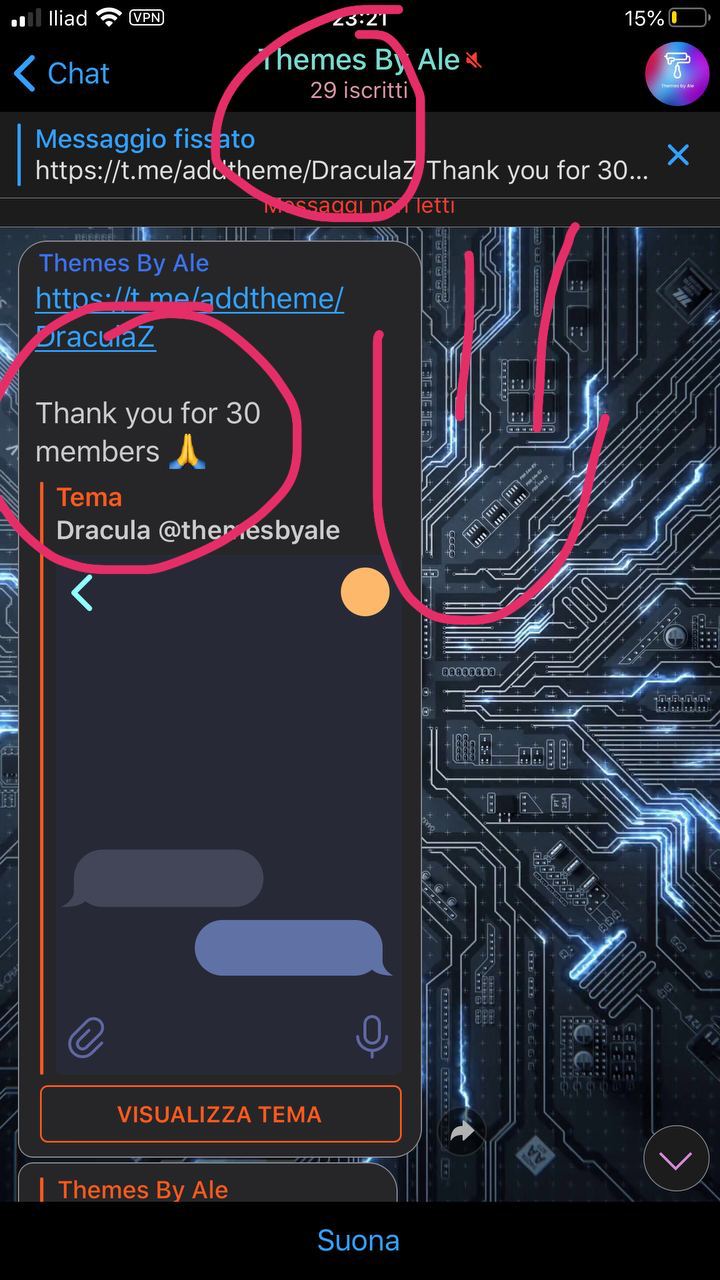 Iliad VPN 23:21 15%
Chat
Themes By Ale
29 iscritti
Themes By Ale
Messaggio fissato
https://t.me/addtheme/DraculaZ Thank you for 30...
Messaggi non letti
Themes By Ale
https://t.me/addtheme/
DraculaZ
Thank you for 30
members 🙏
Tema
Dracula @themesbyale
VISUALIZZA TEMA
Themes By Ale
Suona